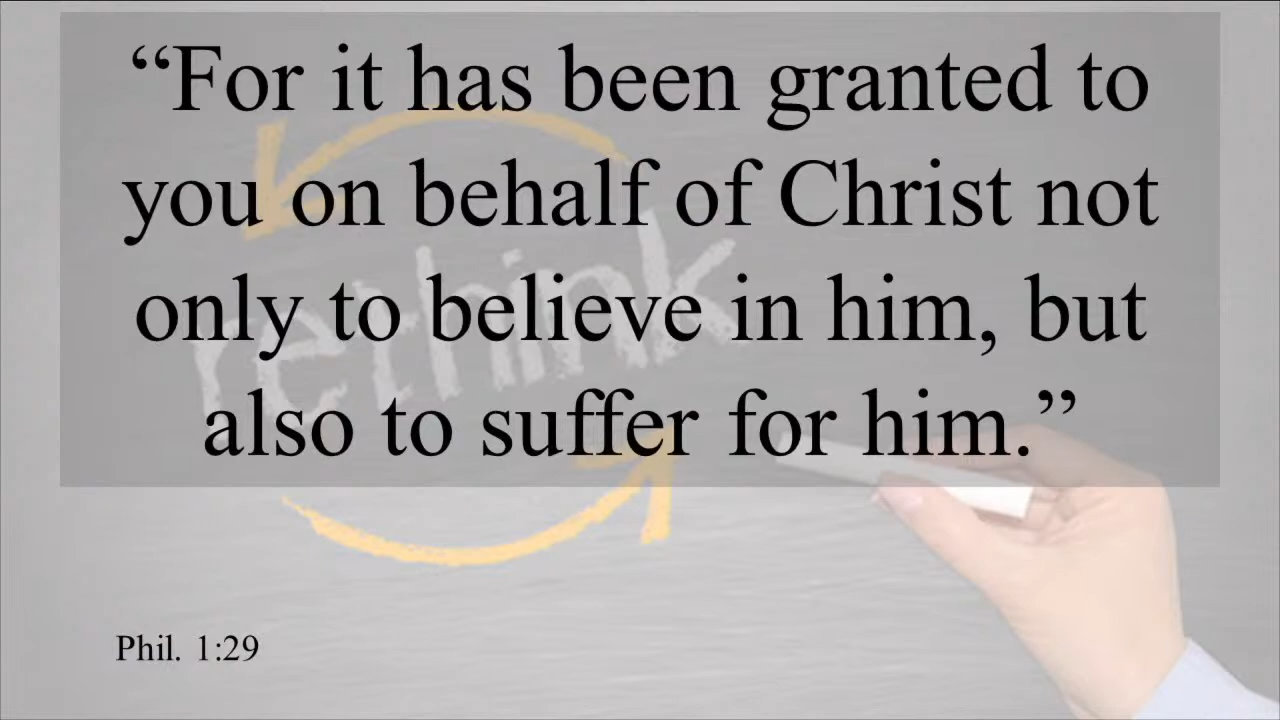 “For it has been granted to
you on behalf of Christ not
only to believe in him, but
also to suffer for him.”
rethink
Phil. 1:29